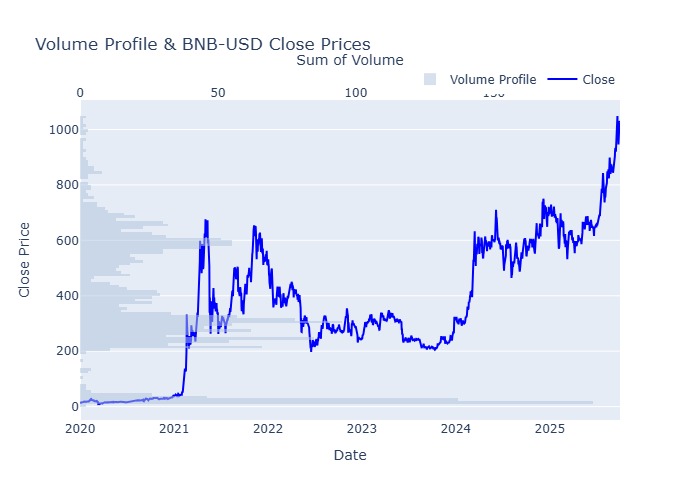 Volume Profile & BNB-USD Close Prices
Sum of Volume
Volume Profile
Close
0
50
100
150
1000
800
600
400
200
0
Close Price
2020
2021
2022
2023
2024
2025
Date